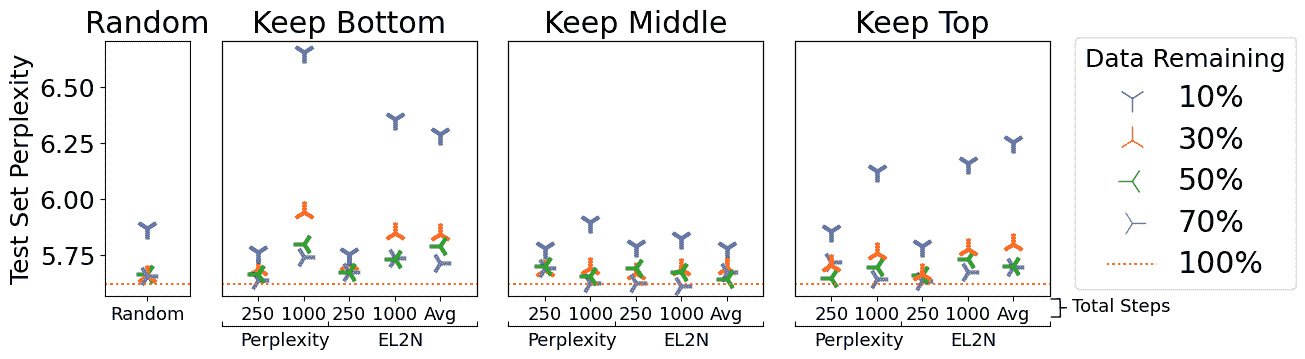 Random Keep Bottom Keep Middle Keep Top
Test Set Perplexity
6.50
6.25
6.00
5.75
Data Remaining
10%
30%
50%
70%
100%
Random
250 1000 250 1000 Avg
Perplexity EL2N
250 1000 250 1000 Avg
Perplexity EL2N
250 1000 250 1000 Avg
Perplexity EL2N
Total Steps